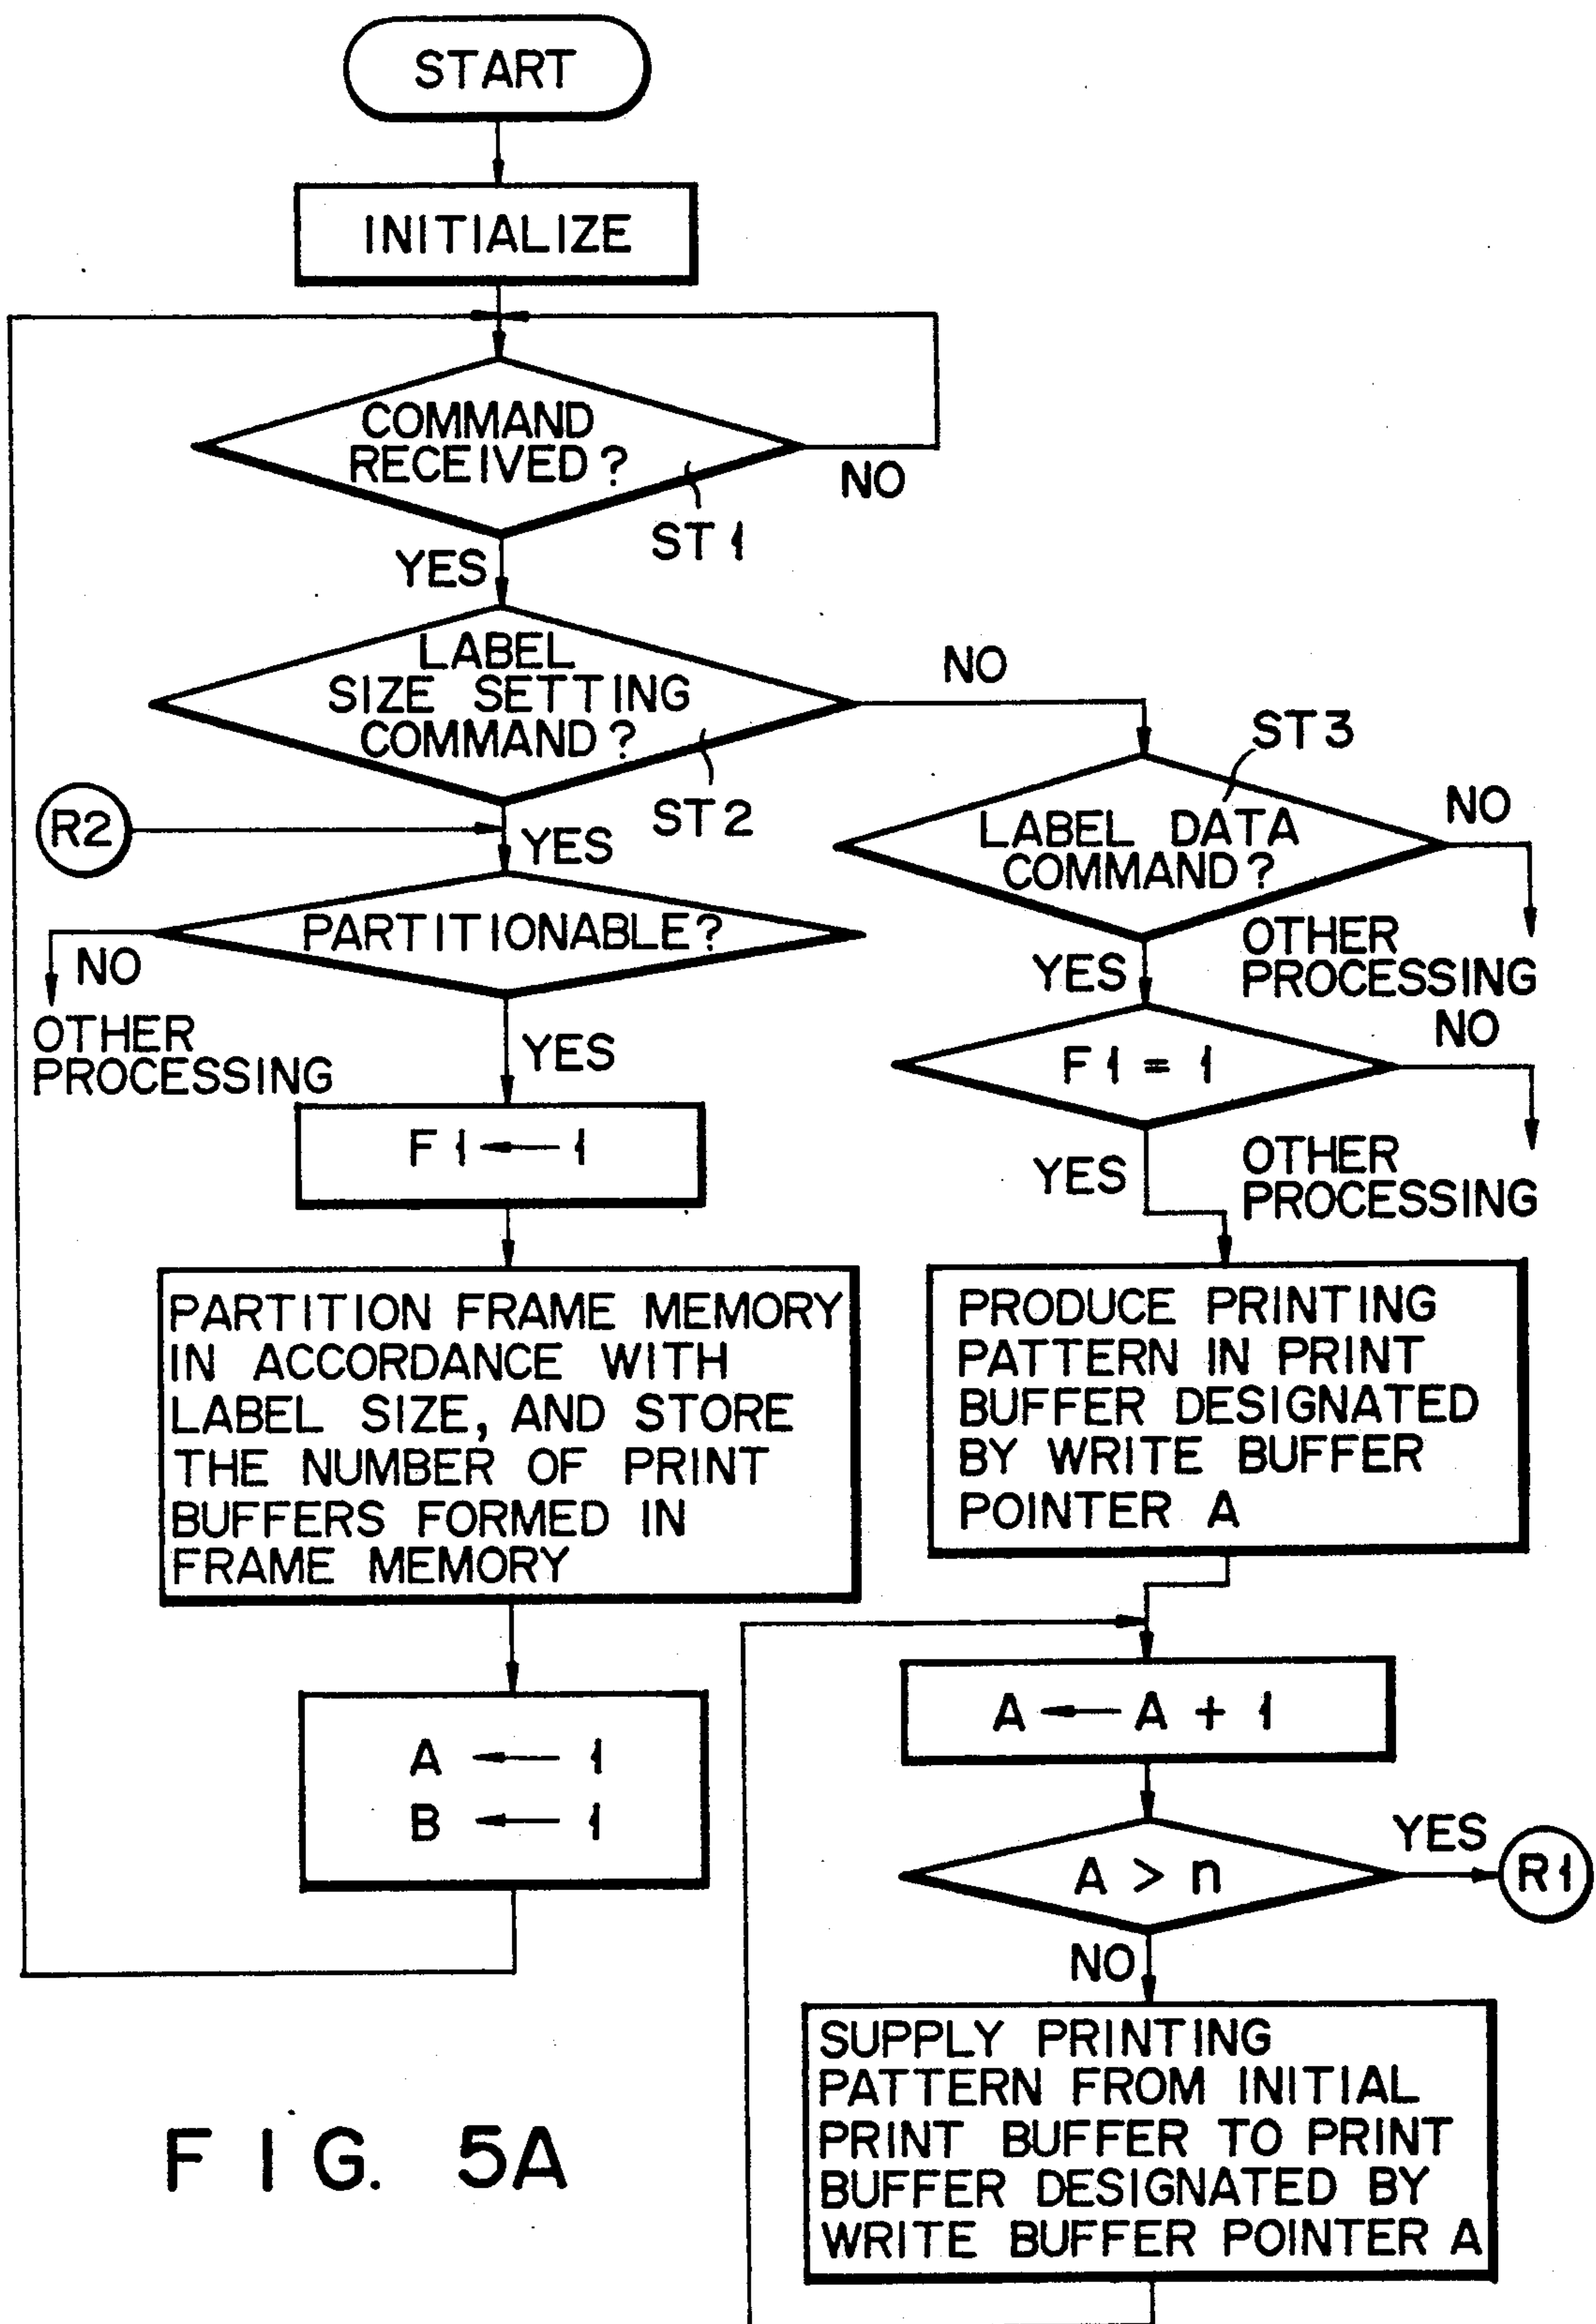 START
INITIALIZE
COMMAND
RECEIVED?
NO
ST1
YES
LABEL
SIZE SETTING
COMMAND?
NO
ST2
ST3
R2
YES
LABEL DATA
COMMAND?
NO
PARTITIONABLE?
NO
OTHER
PROCESSING
YES
OTHER
PROCESSING
YES
F1 = 1
NO
F1 ← 1
YES
OTHER
PROCESSING
PARTITION FRAME MEMORY
IN ACCORDANCE WITH
LABEL SIZE, AND STORE
THE NUMBER OF PRINT
BUFFERS FORMED IN
FRAME MEMORY
PRODUCE PRINTING
PATTERN IN PRINT
BUFFER DESIGNATED
BY WRITE BUFFER
POINTER A
A ← 1
B ← 1
A ← A + 1
A > n
YES
R1
NO
SUPPLY PRINTING
PATTERN FROM INITIAL
PRINT BUFFER TO PRINT
BUFFER DESIGNATED BY
WRITE BUFFER POINTER A
FIG. 5A